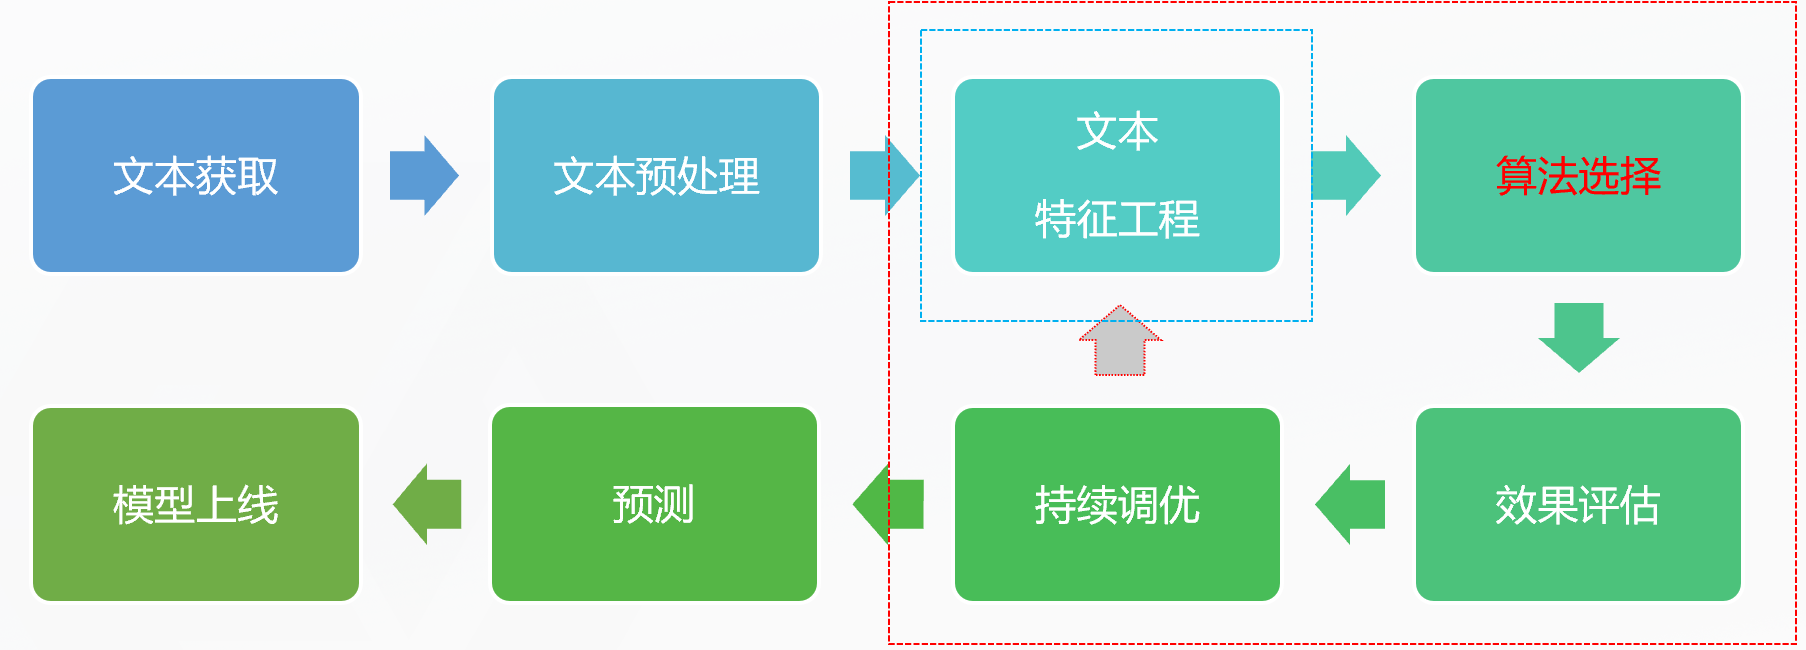 文本获取
文本预处理
文本
特征工程
算法选择
模型上线
预测
持续调优
效果评估